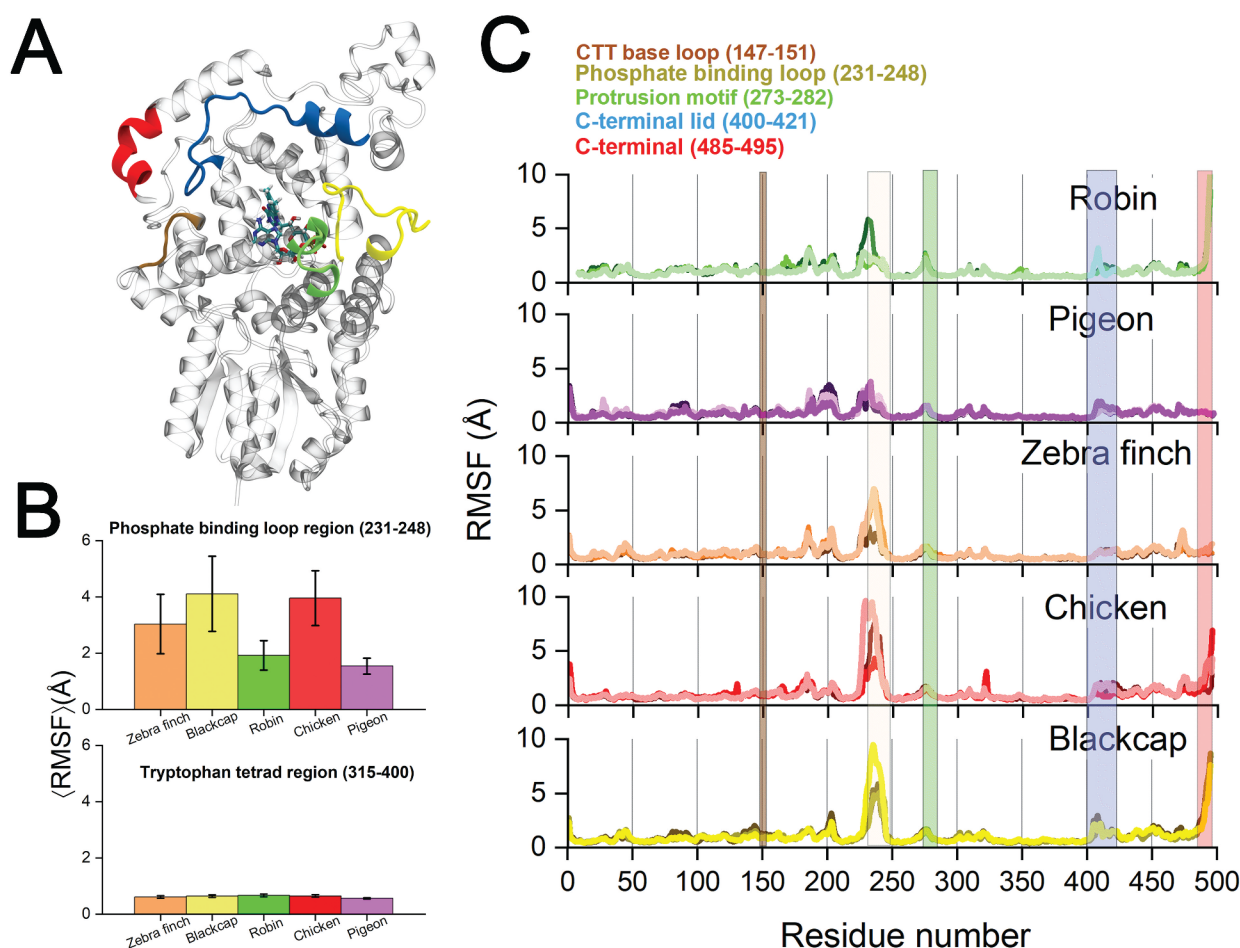 A
B
Phosphate binding loop region (231-248)
6
4
2
0
Zebra finch
Blackcap
Robin
Chicken
Pigeon
Tryptophan tetrad region (315-400)
6
4
2
0
Zebra finch
Blackcap
Robin
Chicken
Pigeon
⟨RMSF⟩(Å)
C
CTT base loop (147-151)
Phosphate binding loop (231-248)
Protrusion motif (273-282)
C-terminal lid (400-421)
C-terminal (485-495)
RMSF (Å)
10
5
0
Robin
10
5
0
Pigeon
10
5
0
Zebra finch
10
5
0
Chicken
10
5
0
Blackcap
0 50 100 150 200 250 300 350 400 450 500
Residue number